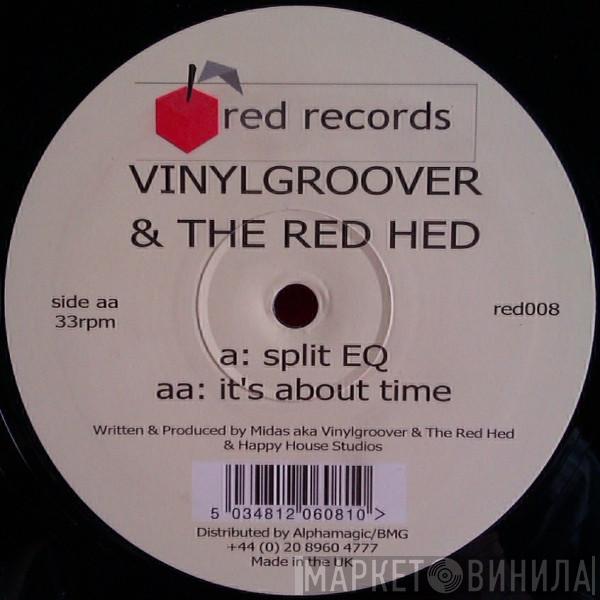 red records
VINYLGROOVER
& THE RED HED
side aa
33rpm
red008
a: split EQ
aa: it's about time
Written & Produced by Midas aka Vinylgroover & The Red Hed
& Happy House Studios
5 034812 060810 >
Distributed by Alphamagic/BMG
+44 (0) 20 8960 4777
Made in the UK
МАРКЕТ ВИНИЛА